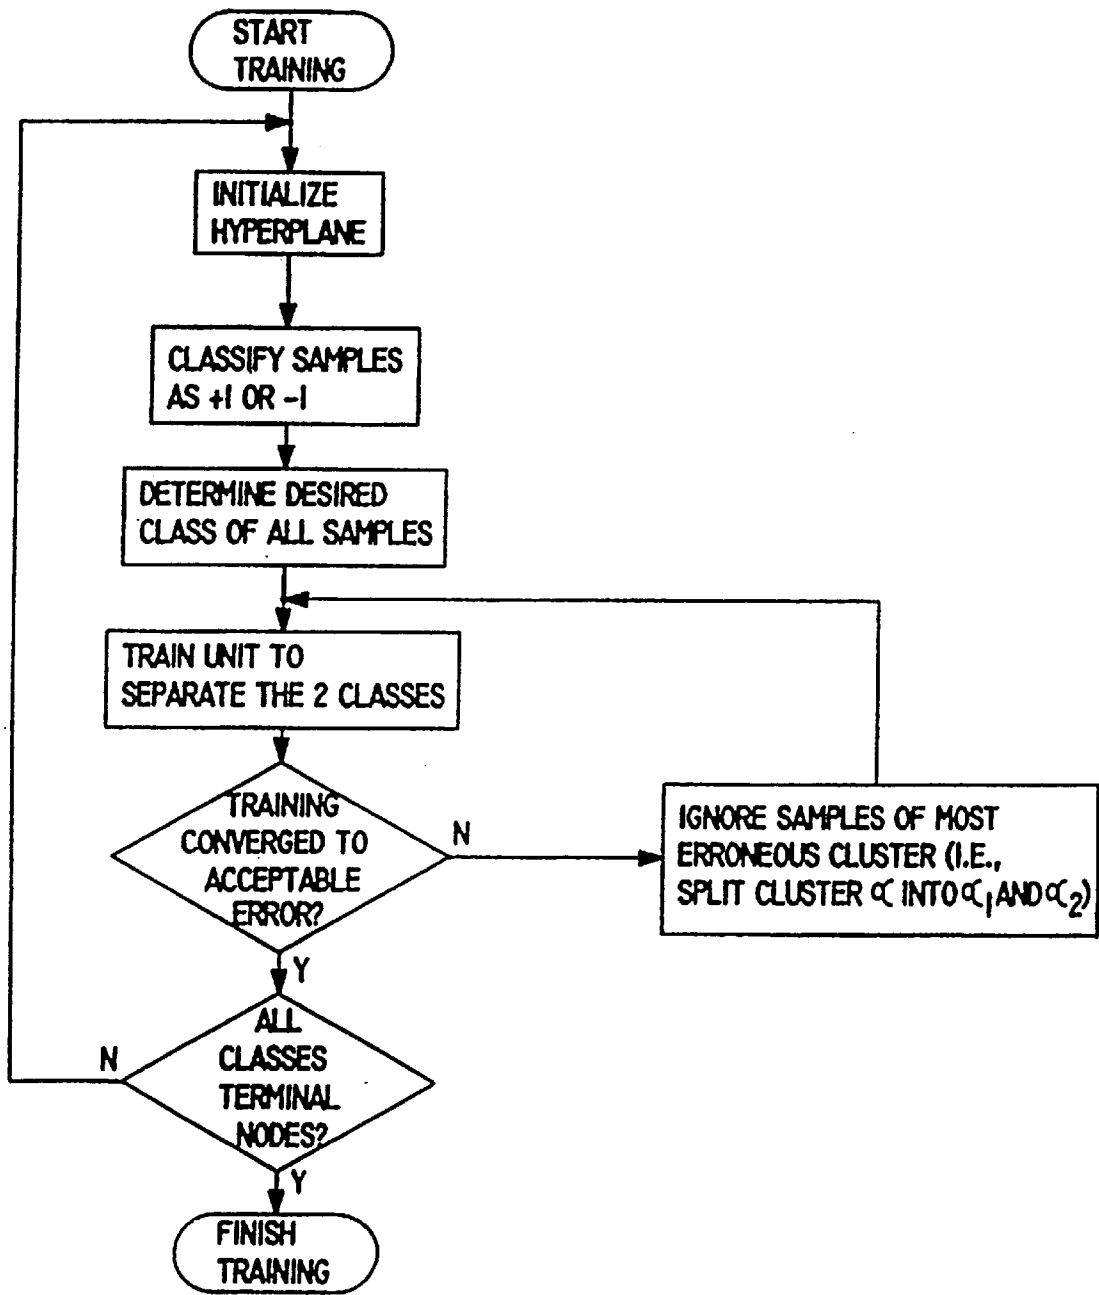 START
TRAINING
INITIALIZE
HYPERPLANE
CLASSIFY SAMPLES
AS +1 OR -1
DETERMINE DESIRED
CLASS OF ALL SAMPLES
TRAIN UNIT TO
SEPARATE THE 2 CLASSES
TRAINING
CONVERGED TO
ACCEPTABLE
ERROR?
N
IGNORE SAMPLES OF MOST
ERRONEOUS CLUSTER (I.E.,
SPLIT CLUSTER ∝ INTO ∝1 AND ∝2)
Y
ALL
CLASSES
TERMINAL
NODES?
N
Y
FINISH
TRAINING